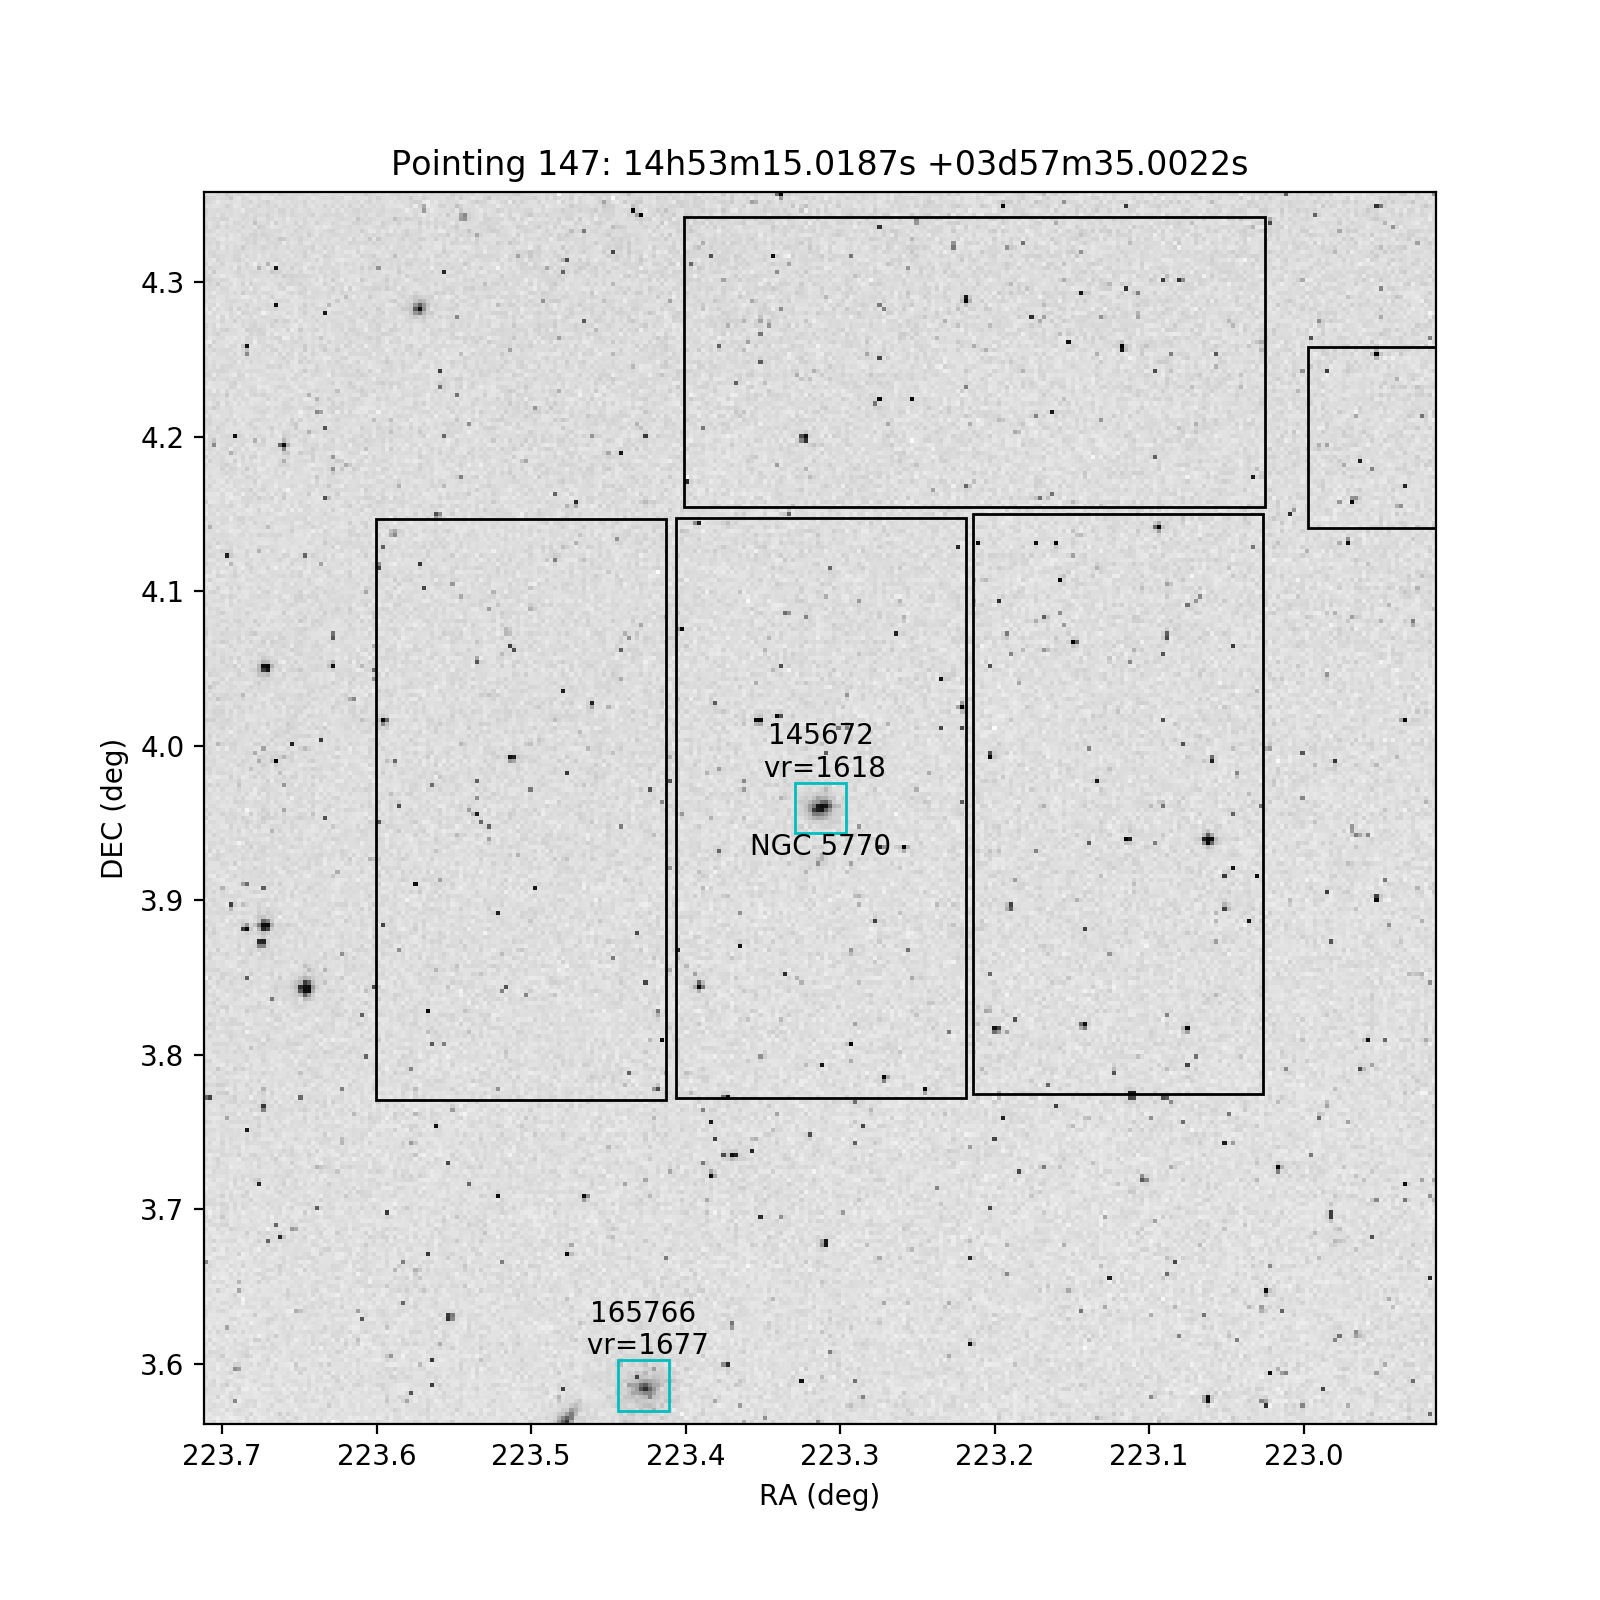 Pointing 147: 14h53m15.0187s +03d57m35.0022s
4.3
4.2
4.1
4.0
3.9
3.8
3.7
3.6
DEC (deg)
145672
vr=1618
NGC 5770
165766
vr=1677
223.7 223.6 223.5 223.4 223.3 223.2 223.1 223.0
RA (deg)